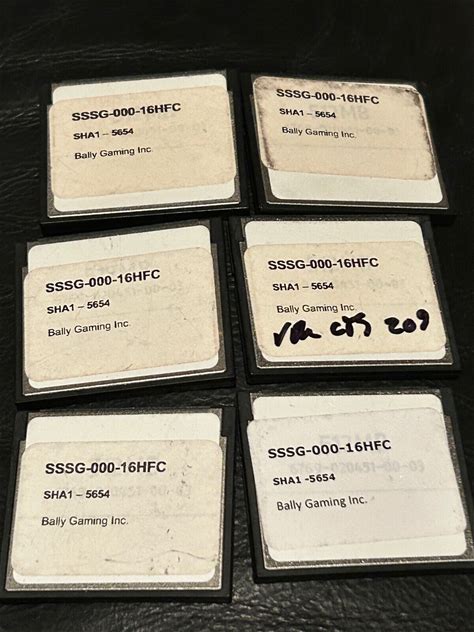 SSSG-000-16HFC
SHA1 – 5654
Bally Gaming Inc.
SSSG-000-16HFC
SHA1 – 5654
Bally Gaming Inc.
SSSG-000-16HFC
SHA1 – 5654
Bally Gaming Inc.
SSSG-000-16HFC
SHA1 – 5654
Bally Gaming Inc.
209
SSSG-000-16HFC
SHA1 – 5654
Bally Gaming Inc.
SSSG-000-16HFC
SHA1 -5654
Bally Gaming Inc.